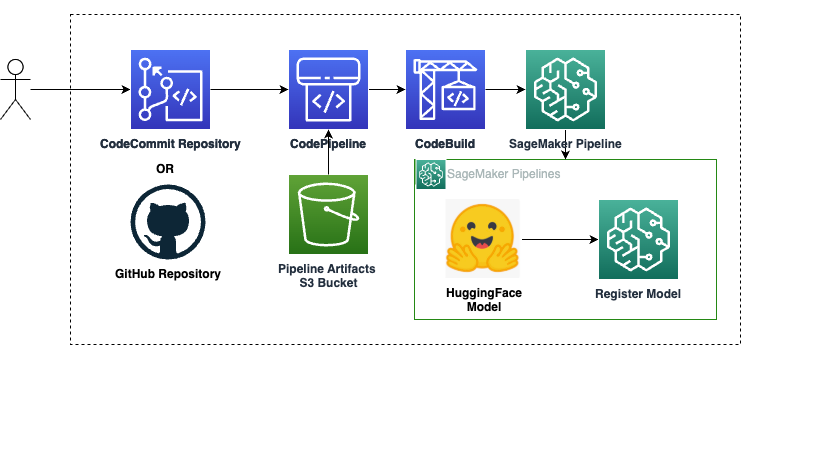 CodeCommit Repository
CodePipeline
CodeBuild
SageMaker Pipeline
OR
GitHub Repository
Pipeline Artifacts
S3 Bucket
SageMaker Pipelines
HuggingFace
Model
Register Model